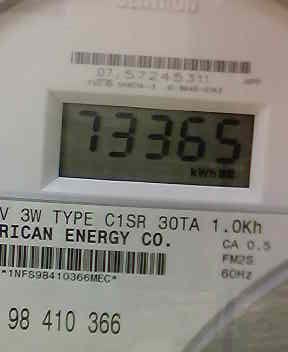 07.57245311
73365
kWh
V 3W TYPE C1SR 30TA 1.0Kh
RICAN ENERGY CO.
CA 0.5
FM2S
60Hz
*1NFS98410366MEC*
98 410 366